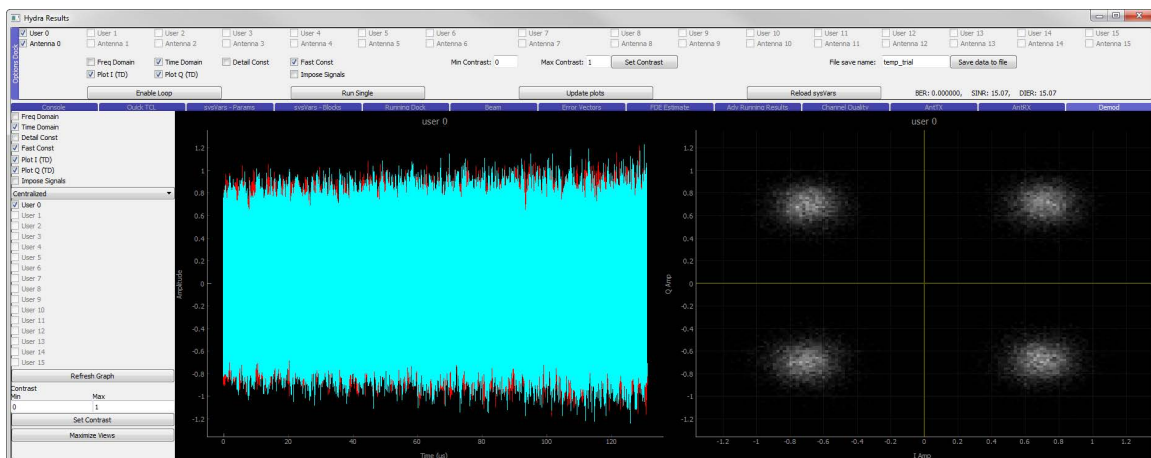 Hydra Results
Options Dock
User 0 User 1 User 2 User 3 User 4 User 5 User 6 User 7 User 8 User 9 User 10 User 11 User 12 User 13 User 14 User 15
Antenna 0 Antenna 1 Antenna 2 Antenna 3 Antenna 4 Antenna 5 Antenna 6 Antenna 7 Antenna 8 Antenna 9 Antenna 10 Antenna 11 Antenna 12 Antenna 13 Antenna 14 Antenna 15
Freq Domain Time Domain Detail Const Fast Const Min Contrast: 0 Max Contrast: 1 Set Contrast File save name: temp_trial Save data to file
Plot I (TD) Plot Q (TD) Impose Signals
Enable Loop Run Single Update plots Reload sysVars BER: 0.000000, SINR: 15.07, DIER: 15.07
Console Quick TCL sysVars - Params sysVars - Blocks Running Dock Beam Error Vectors PDE Estimate Adv Running Results Channel Quality AntTX AntRX Demod
Freq Domain
Time Domain
Detail Const
Fast Const
Plot I (TD)
Plot Q (TD)
Impose Signals
Centralized
User 0
User 1
User 2
User 3
User 4
User 5
User 6
User 7
User 8
User 9
User 10
User 11
User 12
User 13
User 14
User 15
Refresh Graph
Contrast
Min Max
0 1
Set Contrast
Maximize Views
user 0
Amplitude
1.2
1
0.8
0.6
0.4
0.2
0
-0.2
-0.4
-0.6
-0.8
-1
-1.2
0 20 40 60 80 100 120
Time (us)
user 0
Q Amp
1.2
1
0.8
0.6
0.4
0.2
0
-0.2
-0.4
-0.6
-0.8
-1
-1.2
-1.2 -1 -0.8 -0.6 -0.4 -0.2 0 0.2 0.4 0.6 0.8 1 1.2
I Amp